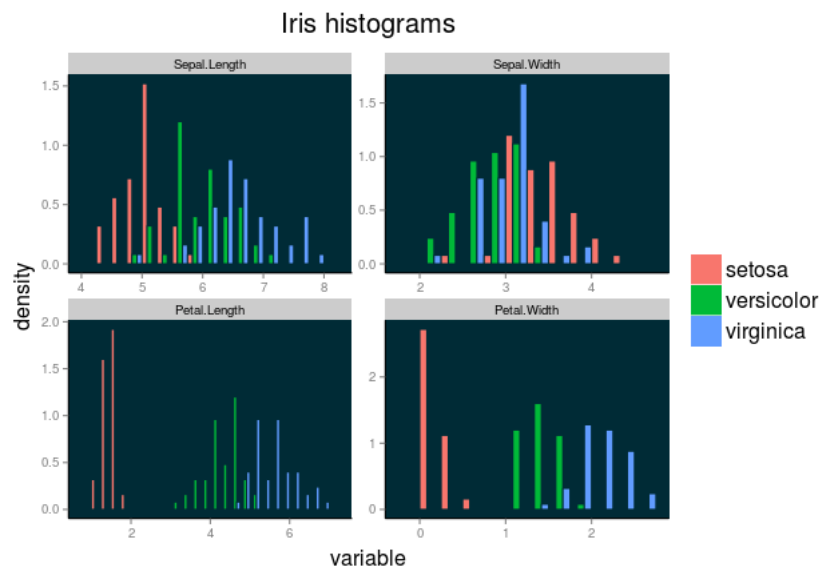 Iris histograms
Sepal.Length
Sepal.Width
1.5
1.0
0.5
0.0
4 5 6 7 8
1.5
1.0
0.5
0.0
2 3 4
density
Petal.Length
Petal.Width
2.0
1.5
1.0
0.5
0.0
2 4 6
2
1
0
0 1 2
variable
setosa
versicolor
virginica